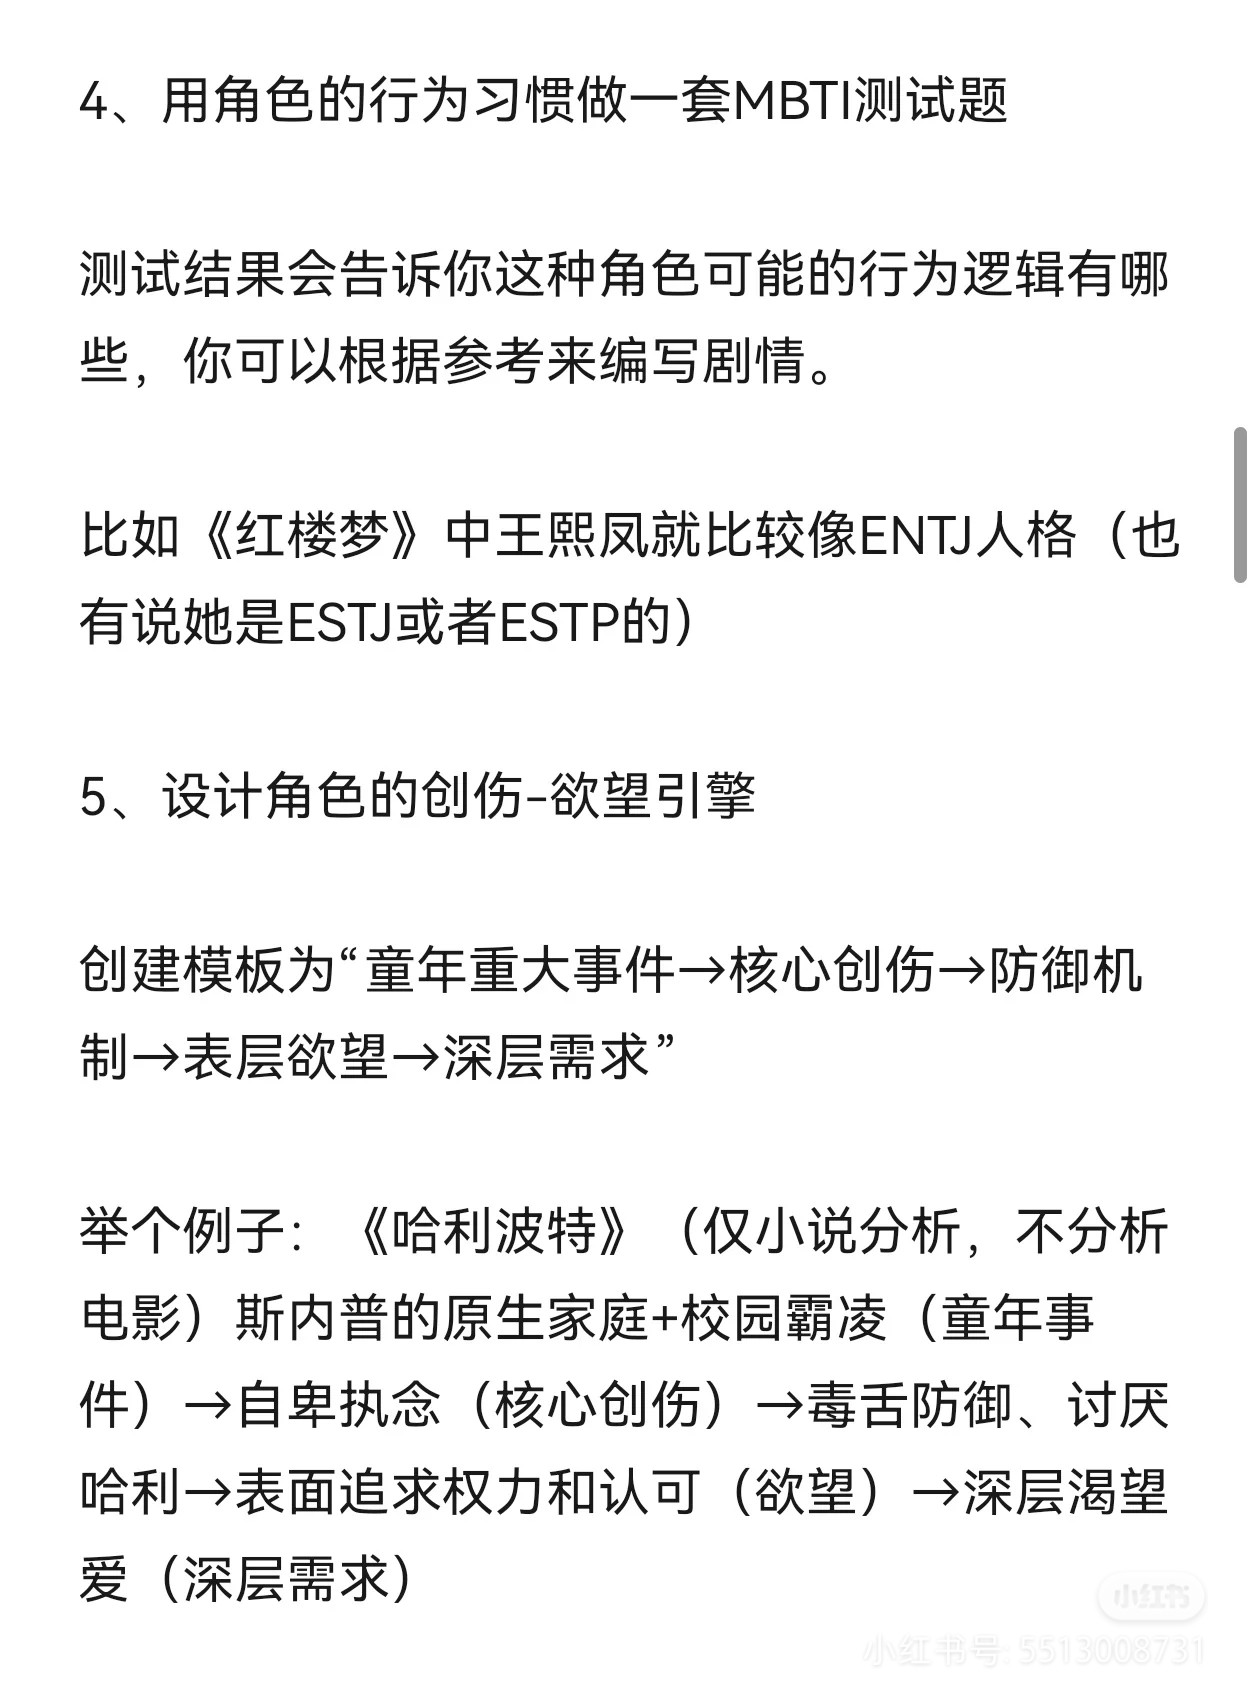 4、用角色的行为习惯做一套MBTI测试题
测试结果会告诉你这种角色可能的行为逻辑有哪
些，你可以根据参考来编写剧情。
比如《红楼梦》中王熙凤就比较像ENTJ人格（也
有说她是ESTJ或者ESTP的）
5、设计角色的创伤-欲望引擎
创建模板为“童年重大事件→核心创伤→防御机
制→表层欲望→深层需求”
举个例子：《哈利波特》（仅小说分析，不分析
电影）斯内普的原生家庭+校园霸凌（童年事
件）→自卑执念（核心创伤）→毒舌防御、讨厌
哈利→表面追求权力和认可（欲望）→深层渴望
爱（深层需求）
小红书
小红书号: 5513008731